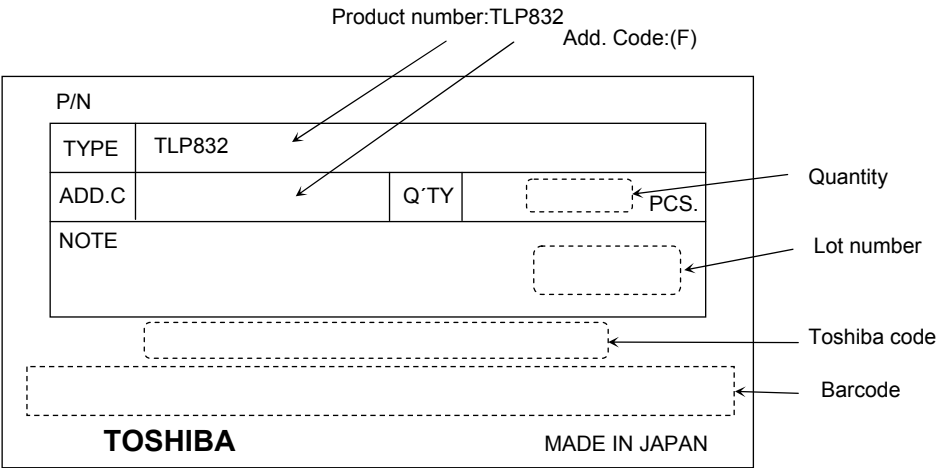 Product number:TLP832
Add. Code:(F)
P/N
TYPE TLP832
ADD.C Q´TY PCS.
Quantity
NOTE
Lot number
Toshiba code
Barcode
TOSHIBA MADE IN JAPAN